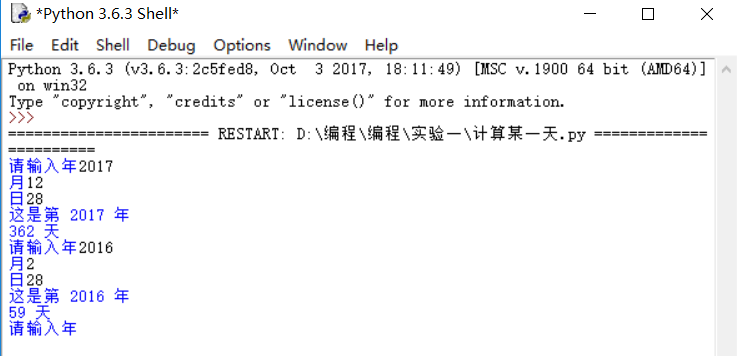 *Python 3.6.3 Shell*
File Edit Shell Debug Options Window Help
Python 3.6.3 (v3.6.3:2c5fed8, Oct  3 2017, 18:11:49) [MSC v.1900 64 bit (AMD64)]
 on win32
Type "copyright", "credits" or "license()" for more information.
>>>
======================= RESTART: D:\编程\编程\实验一\计算某一天.py =============
==========
请输入年2017
月12
日28
这是第 2017 年
362 天
请输入年2016
月2
日28
这是第 2016 年
59 天
请输入年